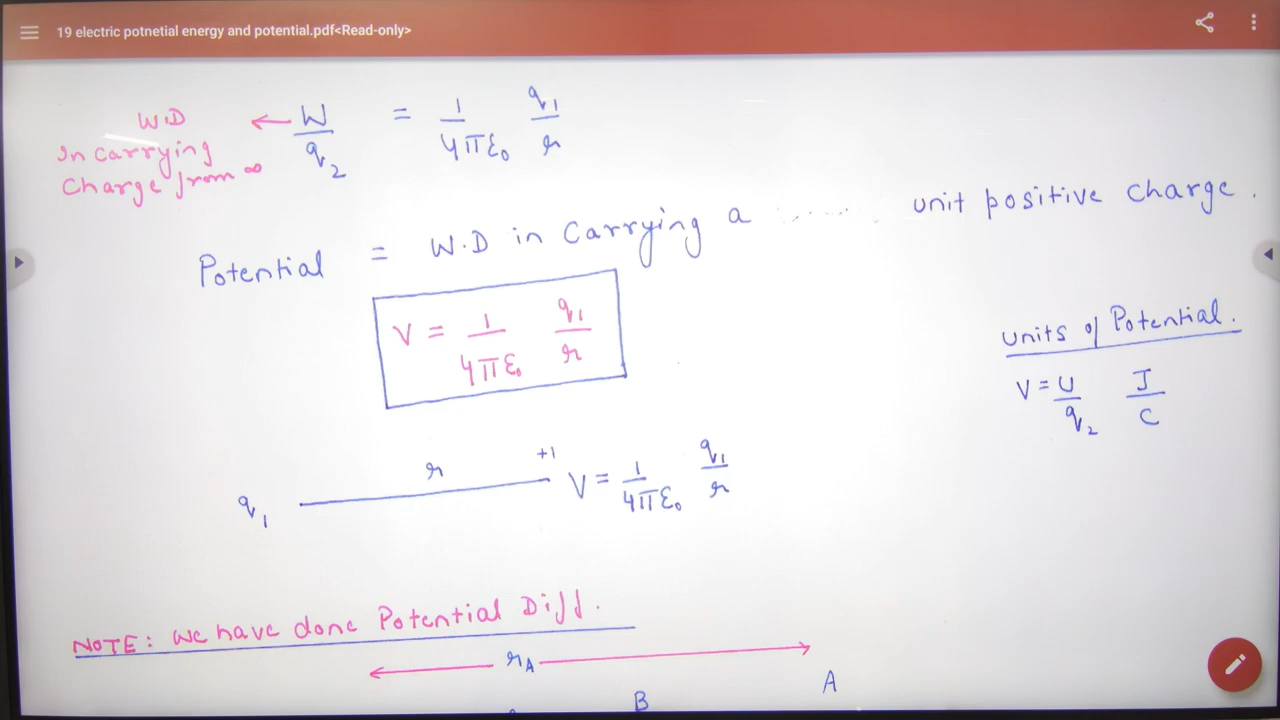 19 electric potnetial energy and potential.pdf<Read-only>
W.D ← W/q₂ = 1/4πε₀ q₁/r
In Carrying
Charge from ∞
Potential = W.D in Carrying a unit positive charge.
V = 1/4πε₀ q₁/r
Units of Potential.
V = U/q₂ J/C
q₁ r +1 V = 1/4πε₀ q₁/r
NOTE: We have done Potential Diff.
r_A
A
B